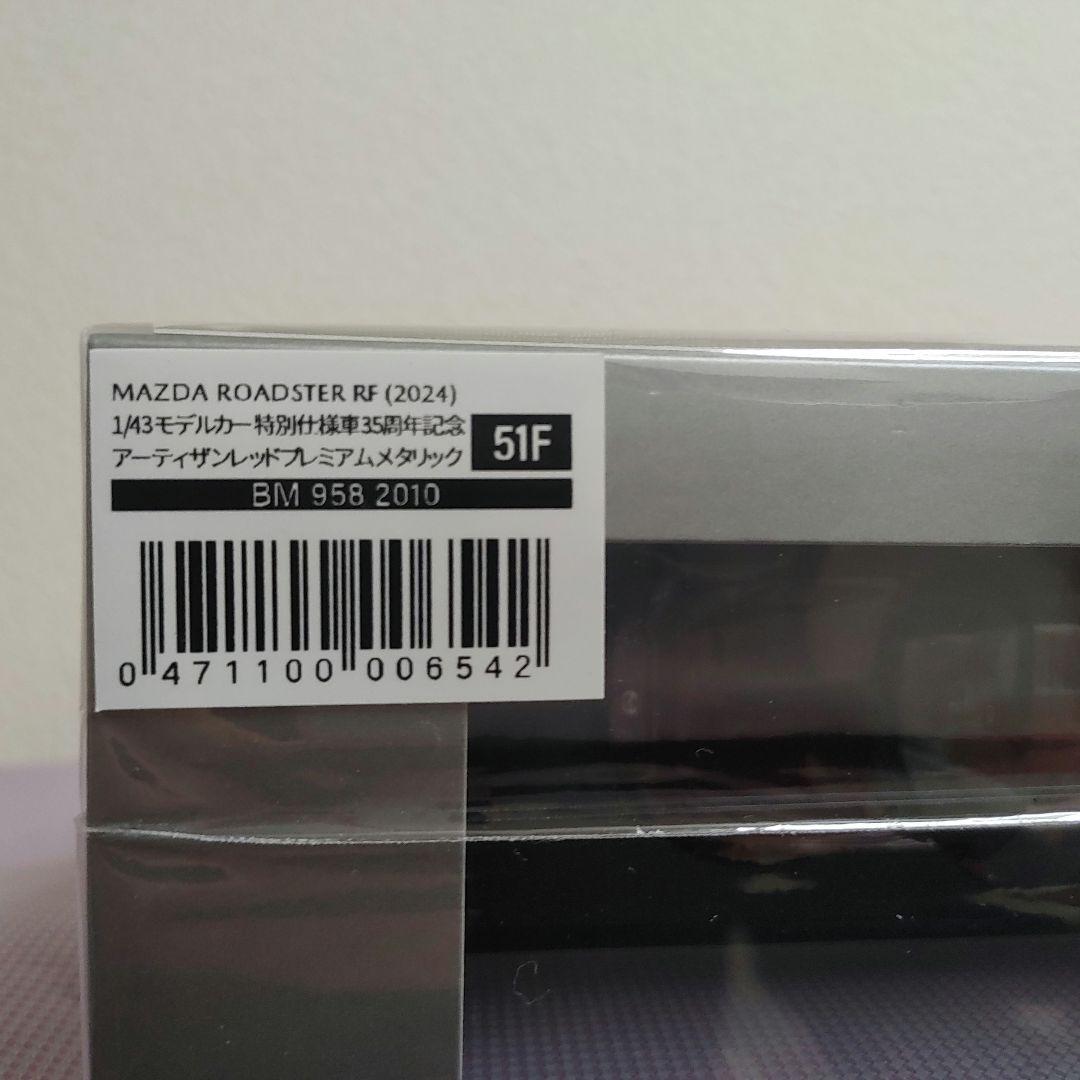 MAZDA ROADSTER RF (2024)
1/43モデルカー特別仕様車35周年記念
アーティザンレッドプレミアムメタリック
51F
BM 958 2010
0 471100 006542